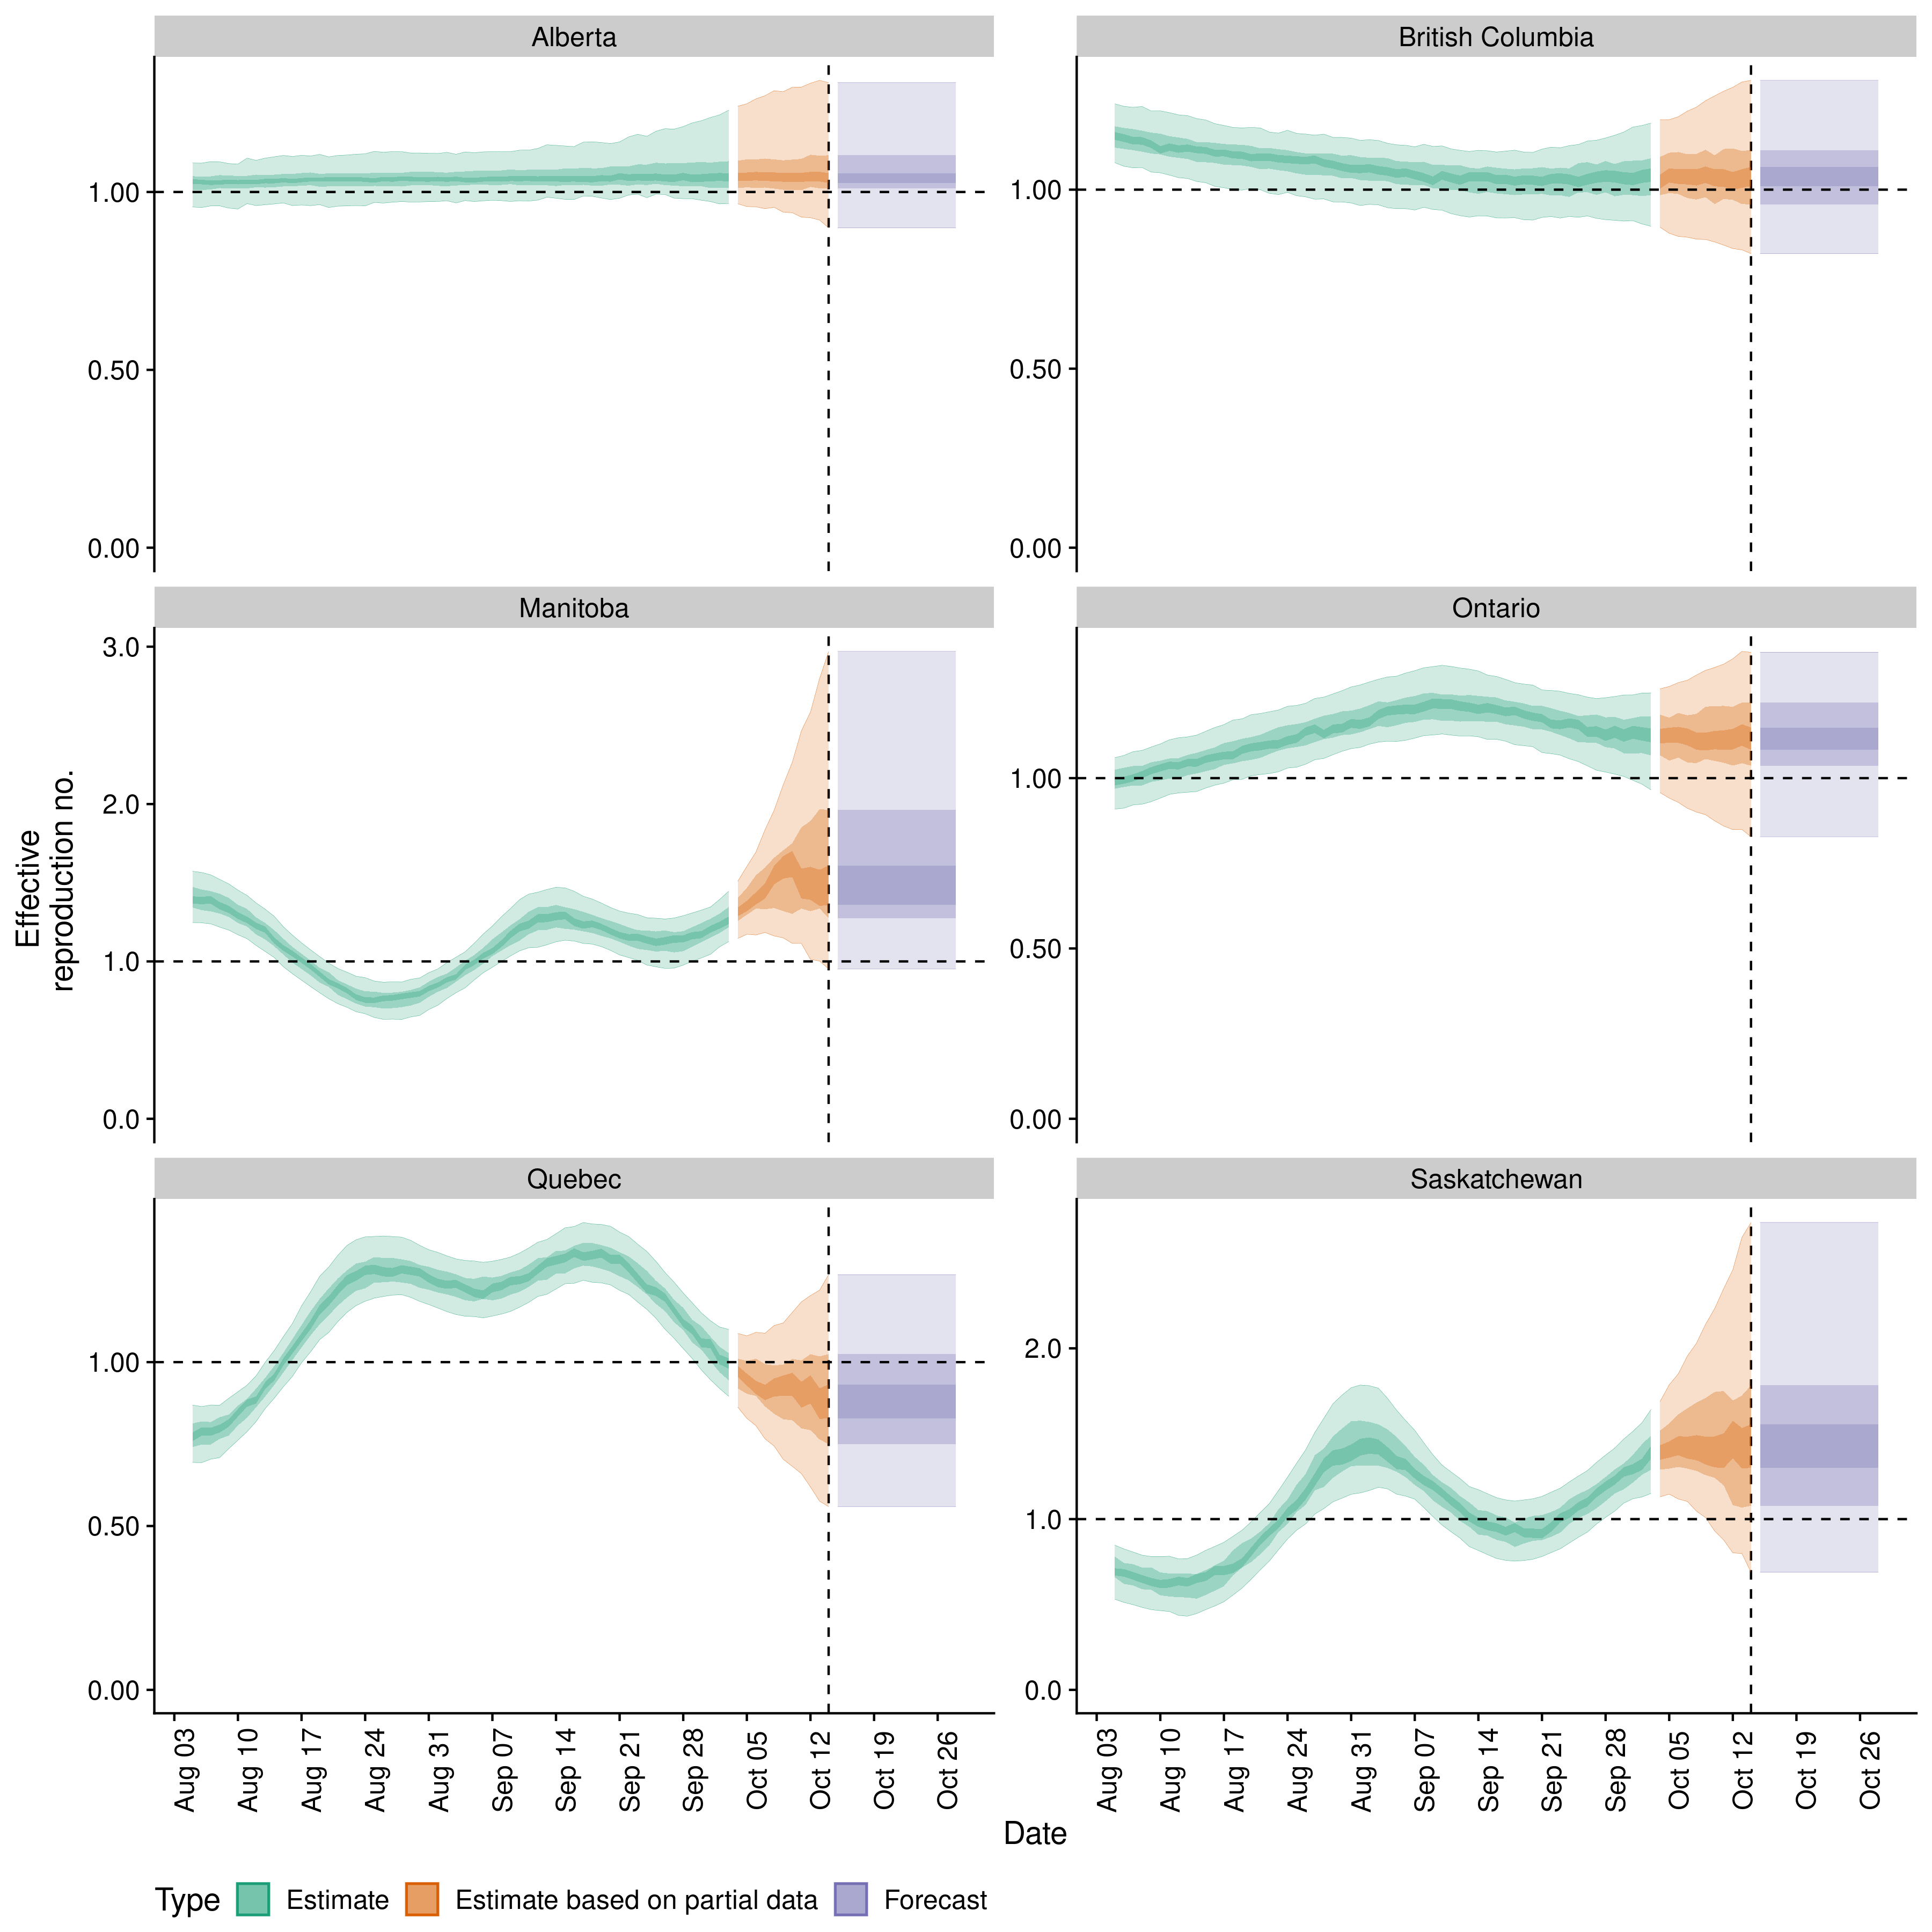 Alberta
British Columbia
1.00
0.50
0.00
1.00
0.50
0.00
Manitoba
Ontario
3.0
2.0
1.0
0.0
1.00
0.50
0.00
Effective
reproduction no.
Quebec
Saskatchewan
1.00
0.50
0.00
2.0
1.0
0.0
Aug 03
Aug 10
Aug 17
Aug 24
Aug 31
Sep 07
Sep 14
Sep 21
Sep 28
Oct 05
Oct 12
Oct 19
Oct 26
Aug 03
Aug 10
Aug 17
Aug 24
Aug 31
Sep 07
Sep 14
Sep 21
Sep 28
Oct 05
Oct 12
Oct 19
Oct 26
Date
Type Estimate Estimate based on partial data Forecast